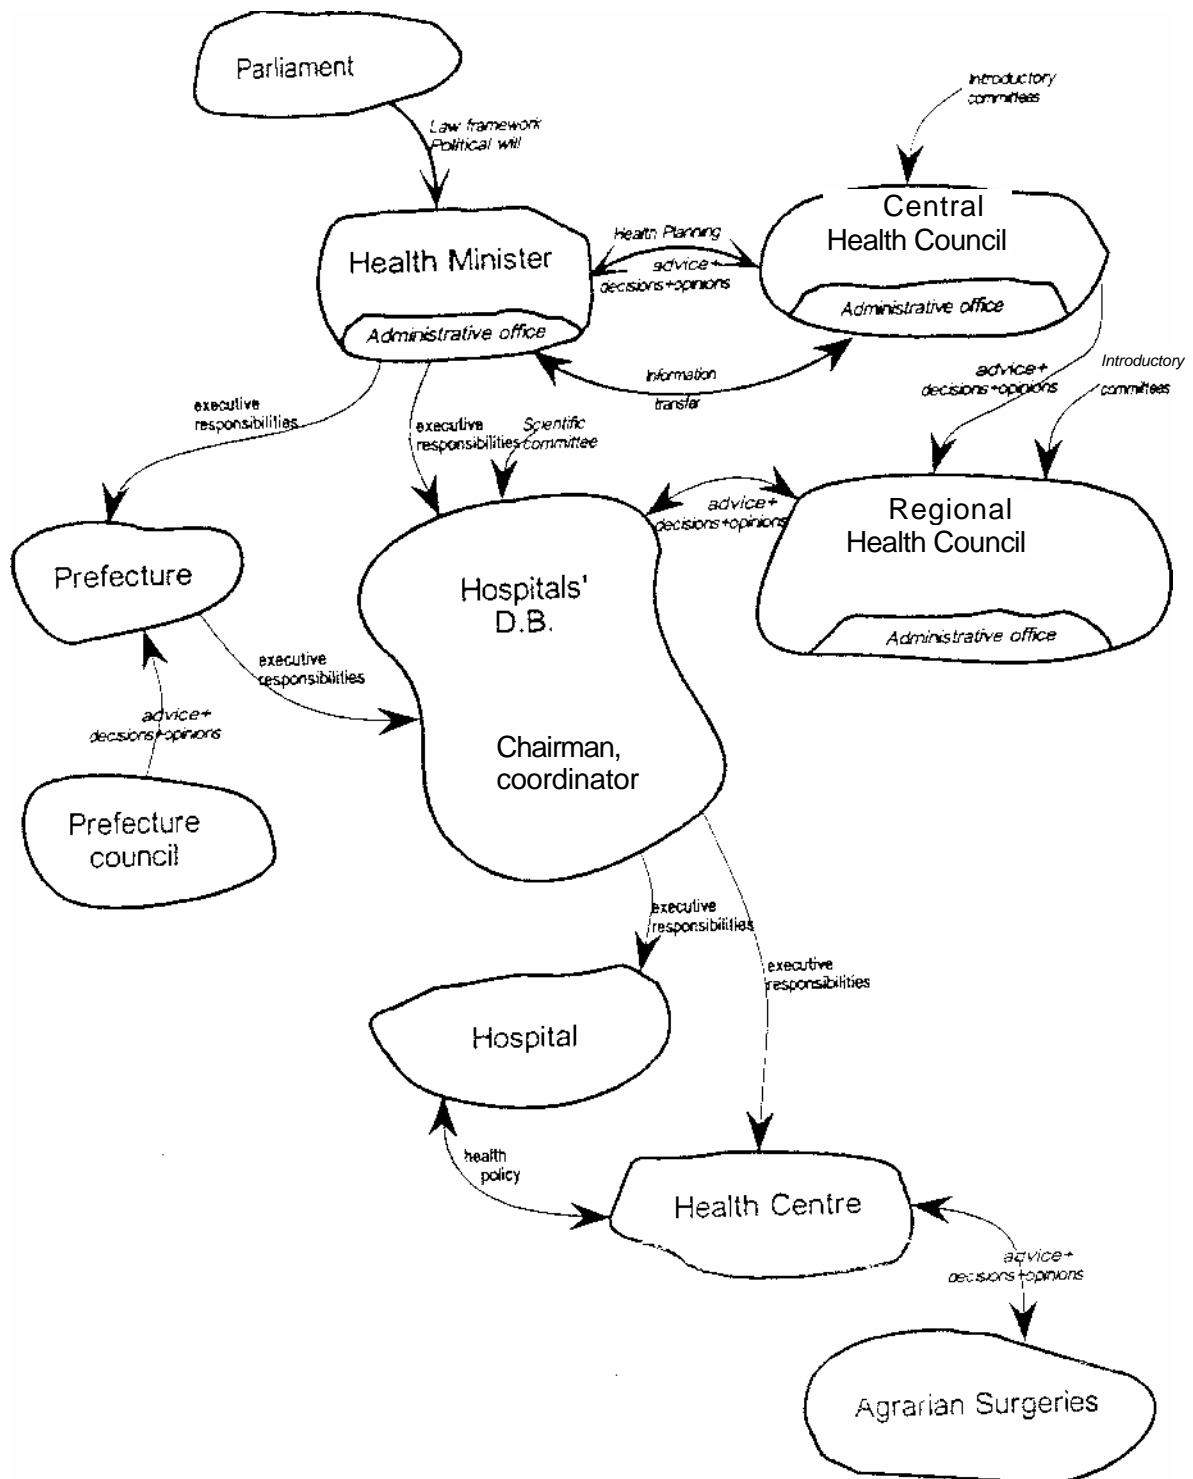 Parliament
Introductory
committees
Law framework
Political will
Central
Health Council
Administrative office
Health Planning
advice+
decisions+opinions
Health Minister
Administrative office
Information
transfer
advice+
decisions+opinions
Introductory
committees
executive
responsibilities
executive
responsibilities
Scientific
committee
advice+
decisions+opinions
Regional
Health Council
Administrative office
Prefecture
Hospitals'
D.B.
executive
responsibilities
advice+
decisions+opinions
Chairman,
coordinator
Prefecture
council
executive
responsibilities
executive
responsibilities
Hospital
health
policy
Health Centre
advice+
decisions+opinions
Agrarian Surgeries